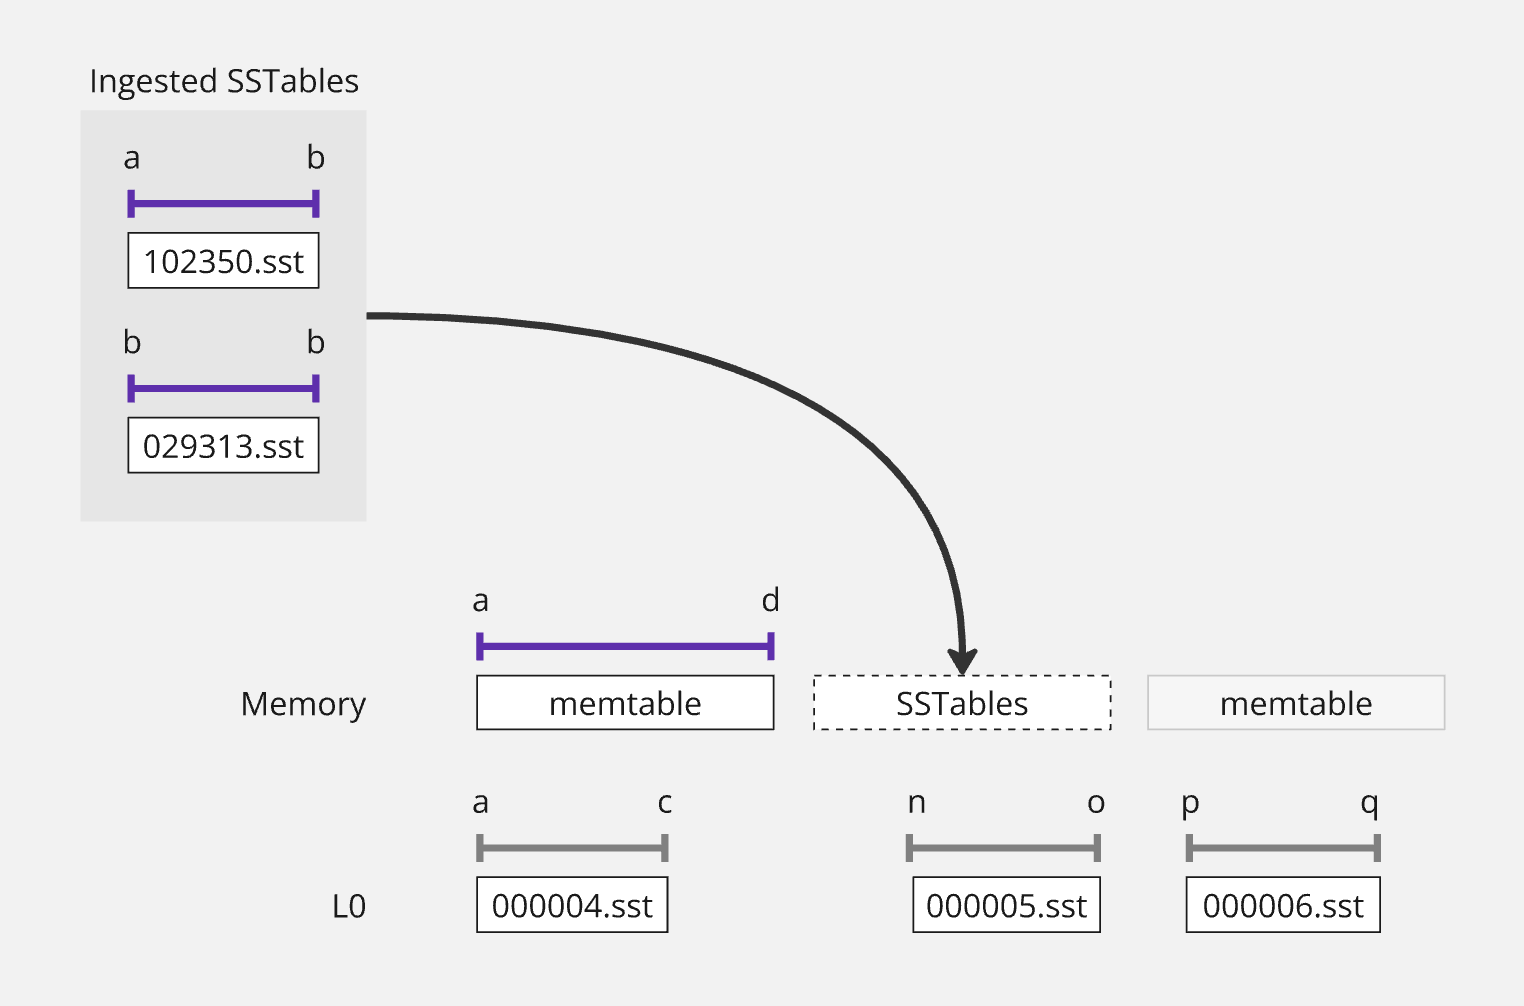 Ingested SSTables
a b
102350.sst
b b
029313.sst
a d
Memory memtable SSTables memtable
a c n o p q
L0 000004.sst 000005.sst 000006.sst